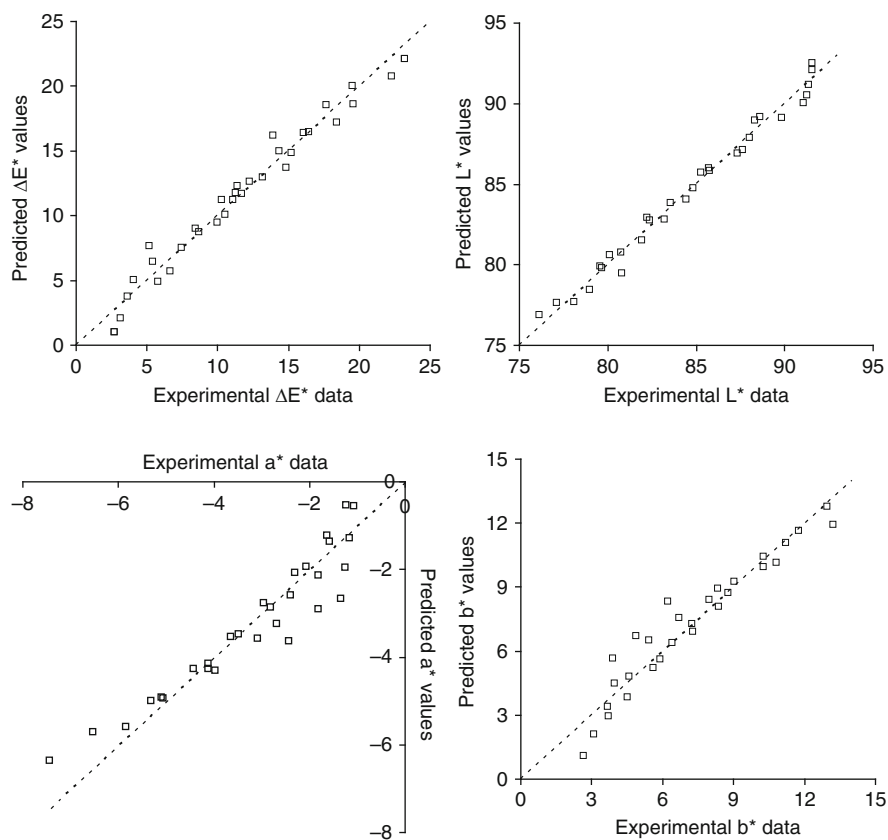 25
20
15
10
5
0
Predicted ΔE* values
0 5 10 15 20 25
Experimental ΔE* data
95
90
85
80
75
Predicted L* values
75 80 85 90 95
Experimental L* data
Experimental a* data
–8 –6 –4 –2 0
0
–2
–4
–6
–8
Predicted a* values
15
12
9
6
3
0
Predicted b* values
0 3 6 9 12 15
Experimental b* data